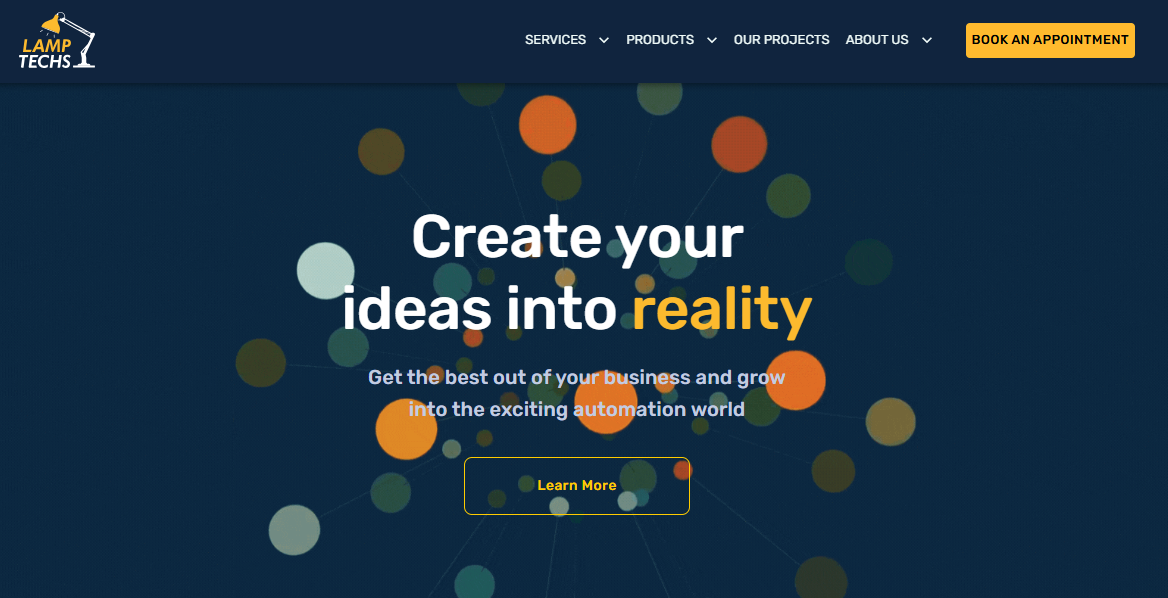 LAMP
TECHS
SERVICES PRODUCTS OUR PROJECTS ABOUT US BOOK AN APPOINTMENT
Create your
ideas into reality
Get the best out of your business and grow
into the exciting automation world
Learn More